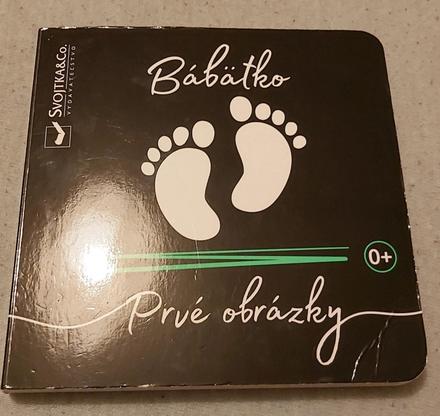 SVOJTKA&Co.
VYDAVATEĽSTVO
Bábätko
0+
Prvé obrázky